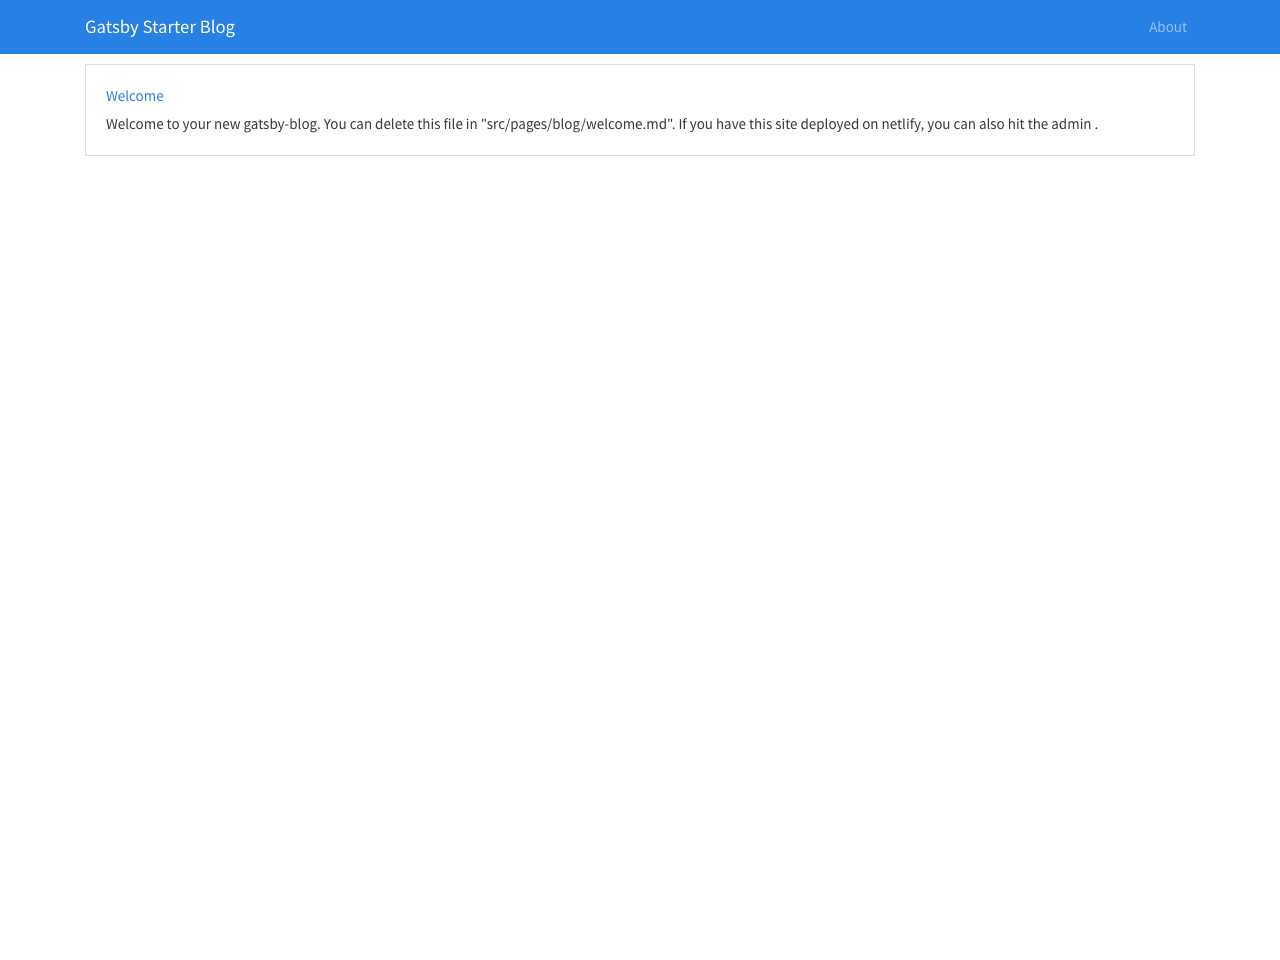 Gatsby Starter Blog
About
Welcome
Welcome to your new gatsby-blog. You can delete this file in "src/pages/blog/welcome.md". If you have this site deployed on netlify, you can also hit the admin .